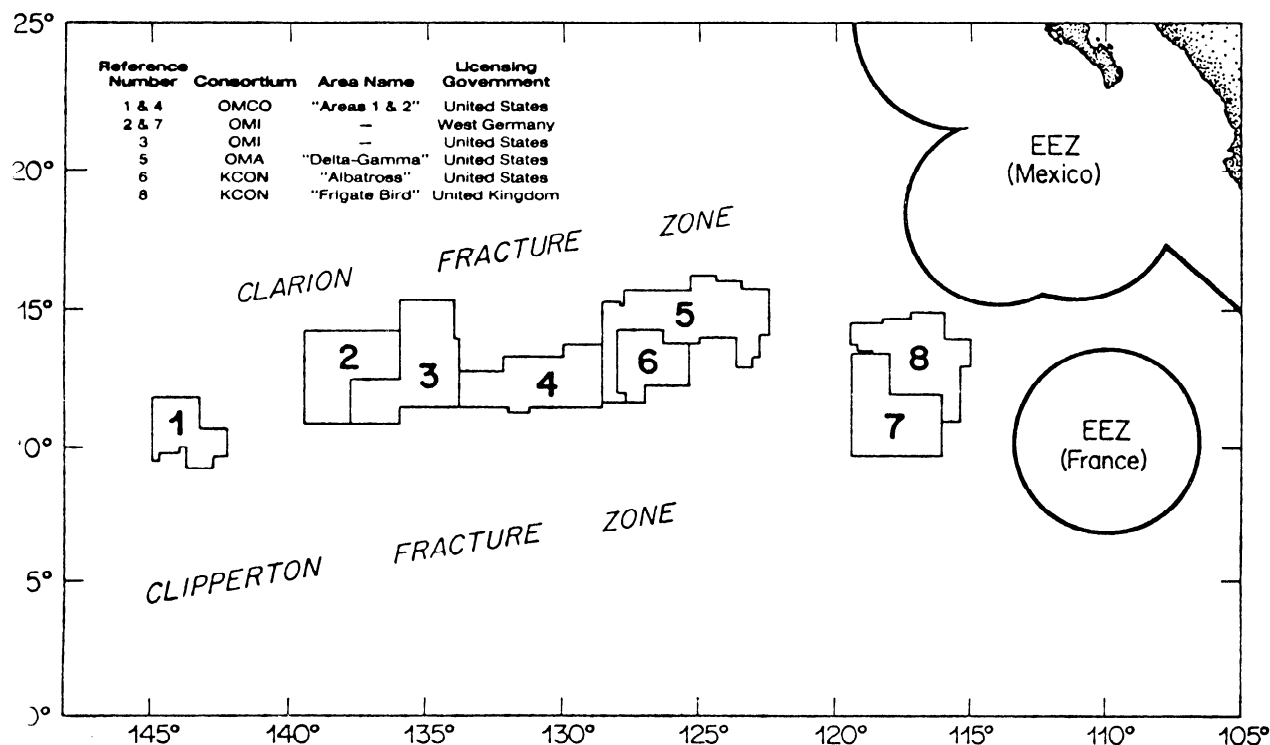 25°
Reference Number Consortium Area Name Licensing Government
1 & 4 OMCO "Areas 1 & 2" United States
2 & 7 OMI – West Germany
3 OMI – United States
5 OMA "Delta-Gamma" United States
6 KCON "Albatross" United States
8 KCON "Frigate Bird" United Kingdom
EEZ
(Mexico)
20°
CLARION FRACTURE ZONE
15°
1
2
3
4
5
6
7
8
EEZ
(France)
0°
CLIPPERTON FRACTURE ZONE
5°
0°
145° 140° 135° 130° 125° 120° 115° 110° 105°